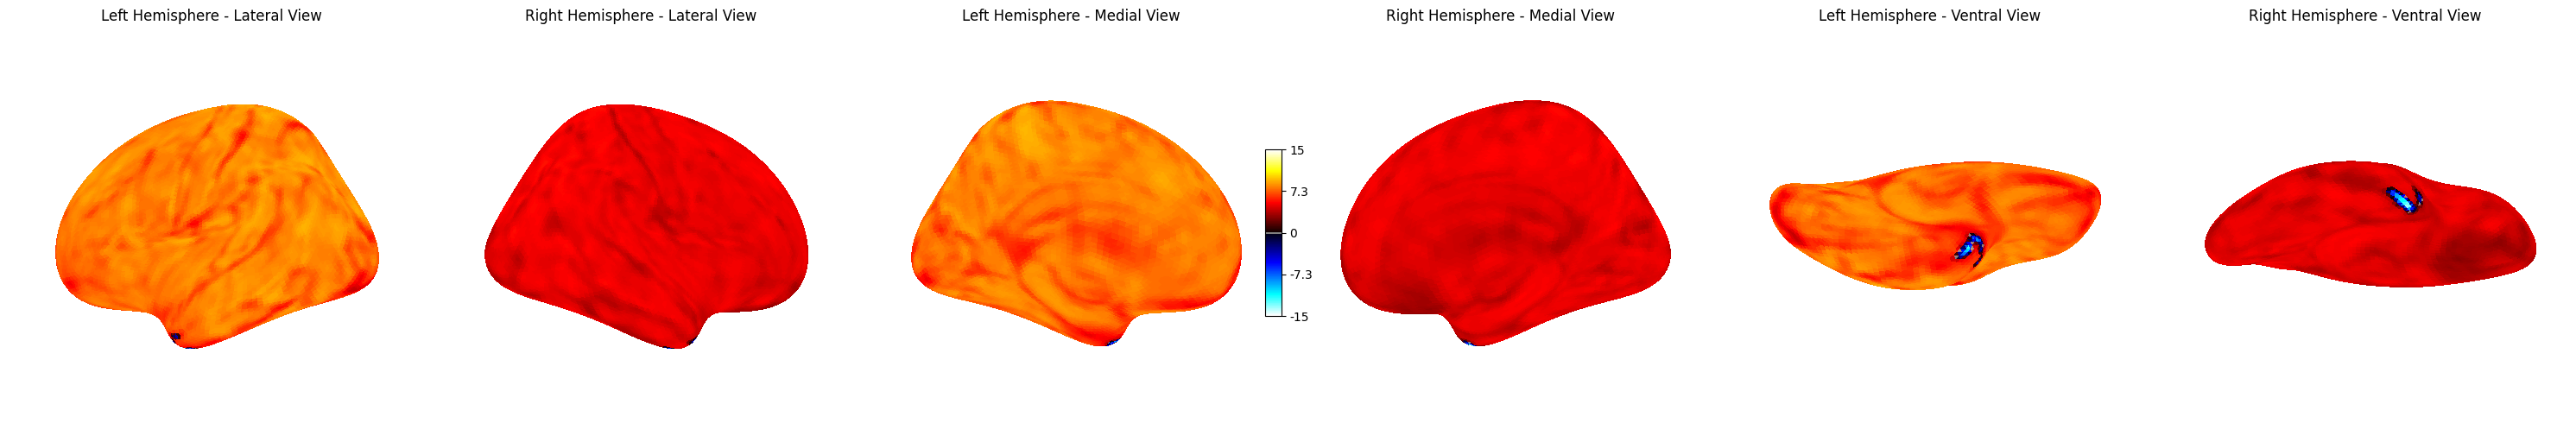 Left Hemisphere - Lateral View
Right Hemisphere - Lateral View
Left Hemisphere - Medial View
Right Hemisphere - Medial View
Left Hemisphere - Ventral View
Right Hemisphere - Ventral View
15
7.3
0
-7.3
-15